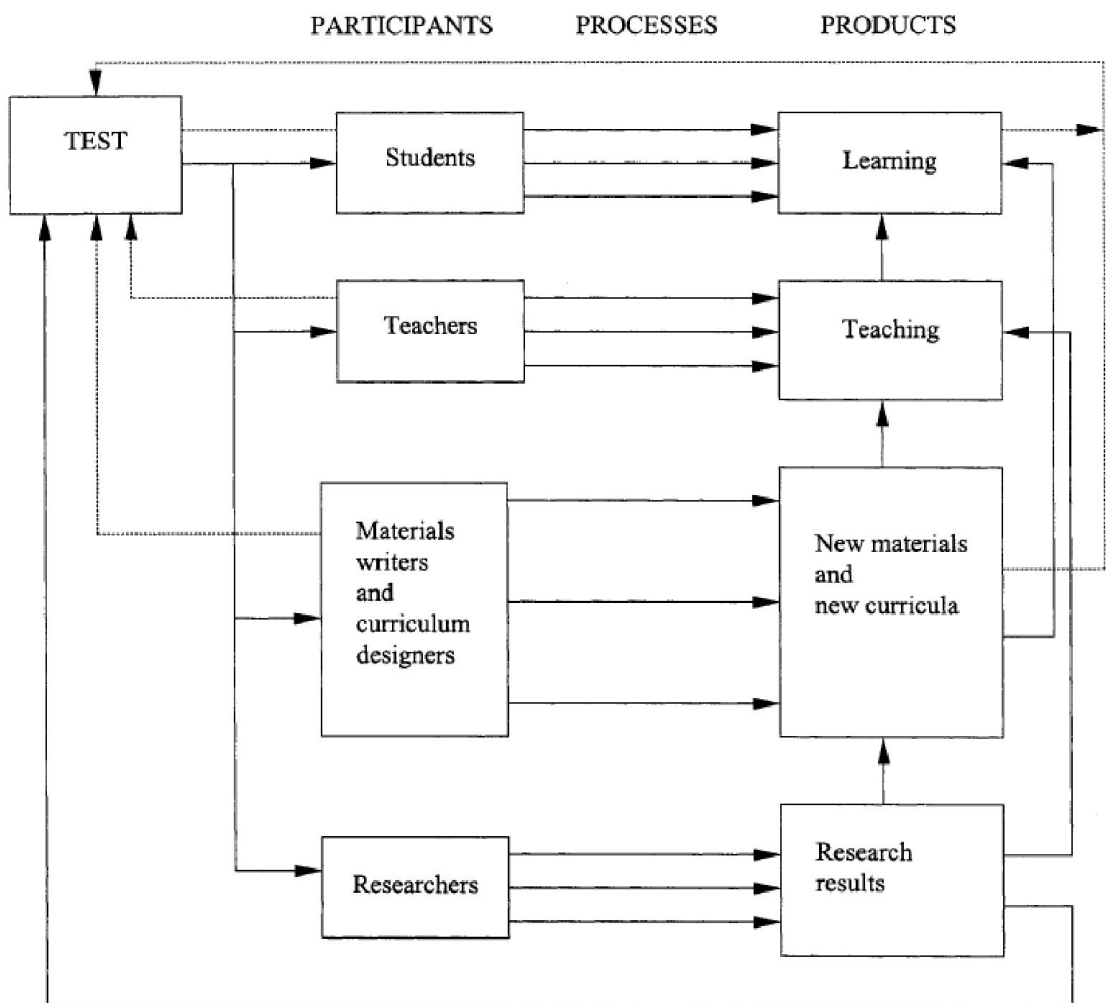 PARTICIPANTS PROCESSES PRODUCTS
TEST
Students
Learning
Teachers
Teaching
Materials
writers
and
curriculum
designers
New materials
and
new curricula
Researchers
Research
results